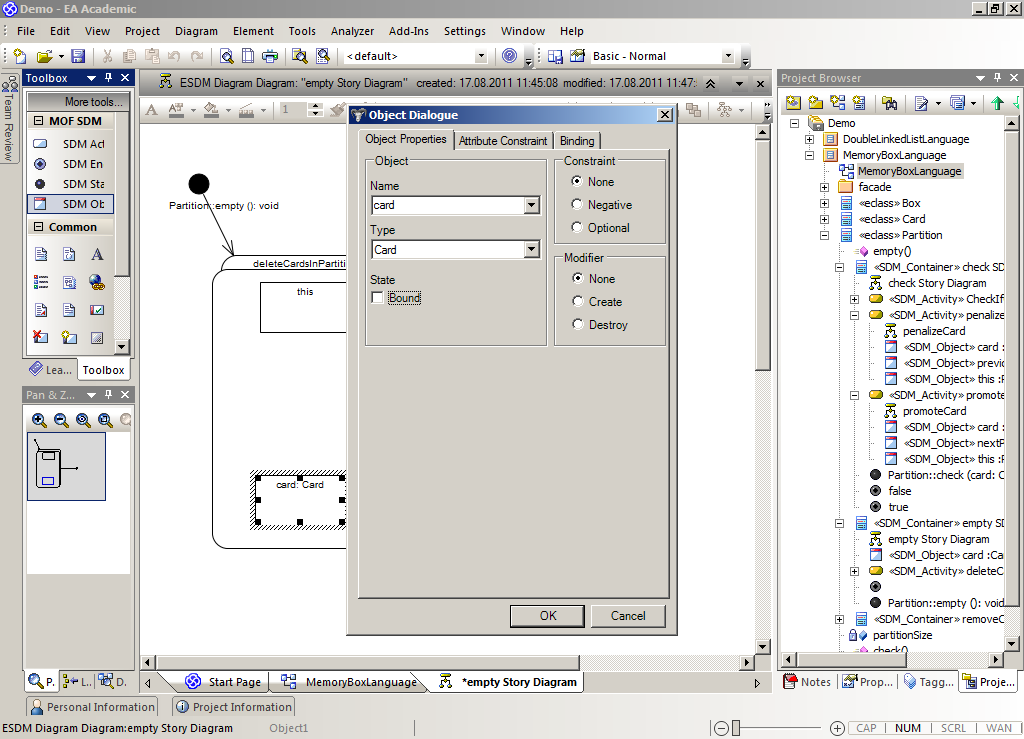 Demo - EA Academic
File Edit View Project Diagram Element Tools Analyzer Add-Ins Settings Window Help
<default> Basic - Normal
Team Review
Toolbox
More tools...
MOF SDM
SDM Act
SDM En
SDM Sta
SDM Ob
Common
A
Lea... Toolbox
Pan & Z...
P. L.. D.
ESDM Diagram Diagram: "empty Story Diagram" created: 17.08.2011 11:45:08 modified: 17.08.2011 11:47:
A 1
Partition::empty (): void
deleteCardsInPartiti
this
card: Card
Object Dialogue
Object Properties Attribute Constraint Binding
Object
Name
card
Type
Card
State
Bound
Constraint
None
Negative
Optional
Modifier
None
Create
Destroy
OK Cancel
Start Page MemoryBoxLanguage *empty Story Diagram
Project Browser
Demo
DoubleLinkedListLanguage
MemoryBoxLanguage
MemoryBoxLanguage
facade
«eclass» Box
«eclass» Card
«eclass» Partition
empty()
«SDM_Container» check SD
check Story Diagram
«SDM_Activity» CheckIf
«SDM_Activity» penalize
penalizeCard
«SDM_Object» card :
«SDM_Object» previo
«SDM_Object» this :P
«SDM_Activity» promote
promoteCard
«SDM_Object» card :
«SDM_Object» nextP
«SDM_Object» this :P
Partition::check (card: C
false
true
«SDM_Container» empty SD
empty Story Diagram
«SDM_Object» card :Ca
«SDM_Activity» deleteC
Partition::empty (): void
«SDM_Container» removeC
partitionSize
check()
Notes Prop... Tagg... Proje...
Personal Information Project Information
ESDM Diagram Diagram:empty Story Diagram Object1 CAP NUM SCRL WAN